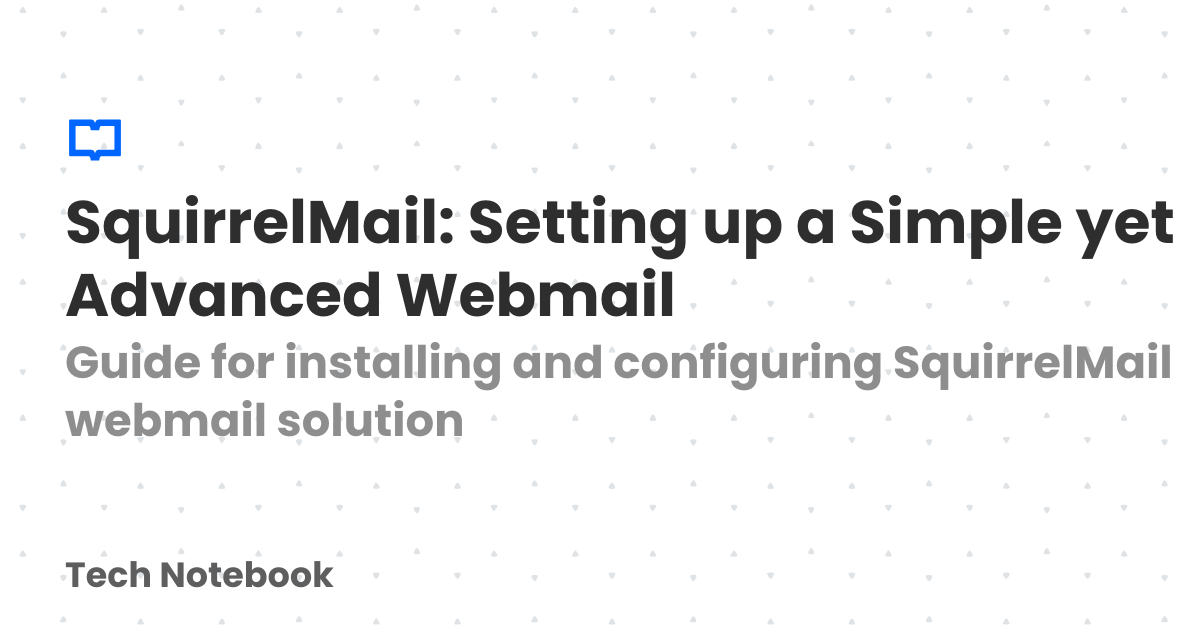 SquirrelMail: Setting up a Simple yet
Advanced Webmail
Guide for installing and configuring SquirrelMail
webmail solution
Tech Notebook